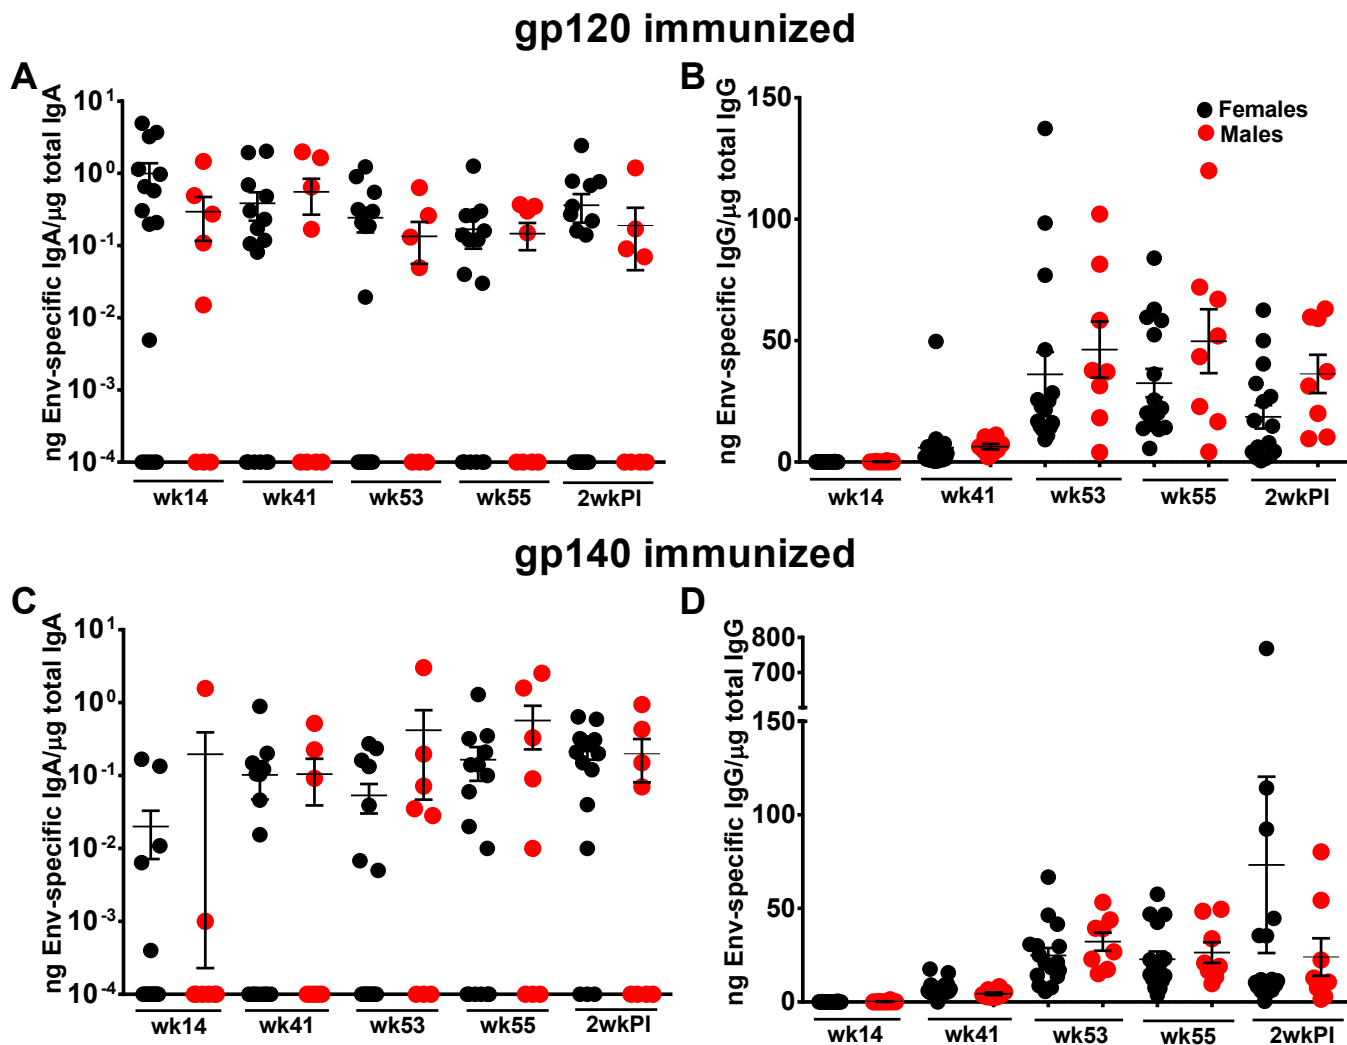 gp120 immunized
A
ng Env-specific IgA/μg total IgA
10¹
10⁰
10⁻¹
10⁻²
10⁻³
10⁻⁴
wk14 wk41 wk53 wk55 2wkPI
B
ng Env-specific IgG/μg total IgG
150
100
50
0
Females
Males
wk14 wk41 wk53 wk55 2wkPI
gp140 immunized
C
ng Env-specific IgA/μg total IgA
10¹
10⁰
10⁻¹
10⁻²
10⁻³
10⁻⁴
wk14 wk41 wk53 wk55 2wkPI
D
ng Env-specific IgG/μg total IgG
800
700
150
100
50
0
wk14 wk41 wk53 wk55 2wkPI